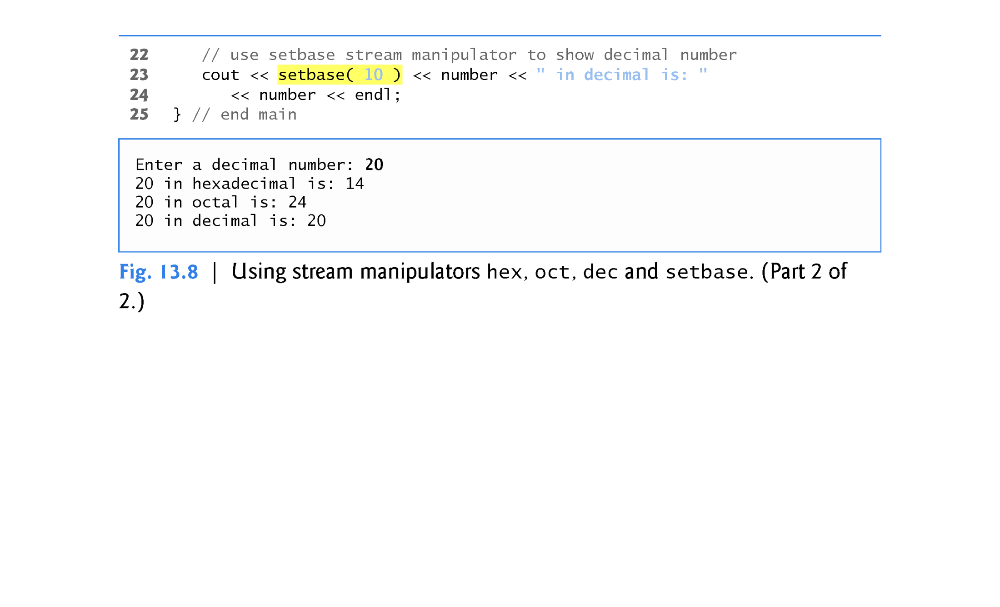 22 // use setbase stream manipulator to show decimal number
23 cout << setbase( 10 ) << number << " in decimal is: "
24 << number << endl;
25 } // end main
Enter a decimal number: 20
20 in hexadecimal is: 14
20 in octal is: 24
20 in decimal is: 20
Fig. 13.8 | Using stream manipulators hex, oct, dec and setbase. (Part 2 of
2.)